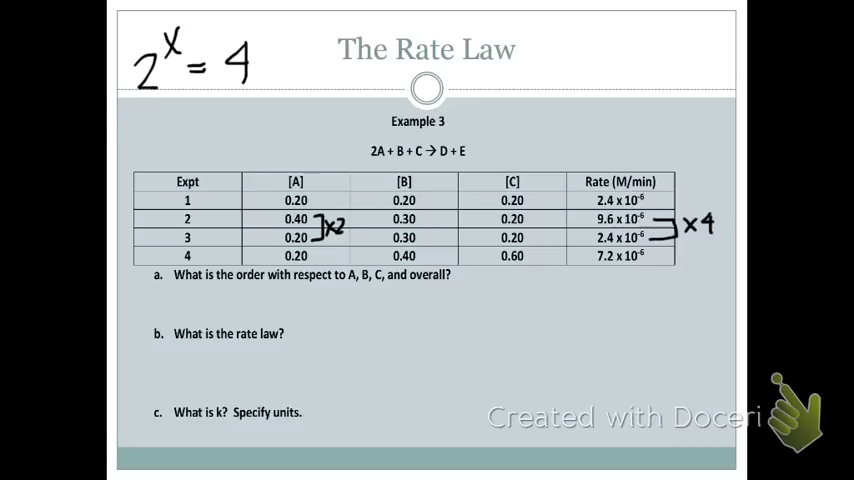 2^x = 4
The Rate Law
Example 3
2A + B + C → D + E
Expt [A] [B] [C] Rate (M/min)
1 0.20 0.20 0.20 2.4 x 10⁻⁶
2 0.40 0.30 0.20 9.6 x 10⁻⁶
3 0.20 0.30 0.20 2.4 x 10⁻⁶
4 0.20 0.40 0.60 7.2 x 10⁻⁶
x2
x4
a. What is the order with respect to A, B, C, and overall?
b. What is the rate law?
c. What is k? Specify units.
Created with Doceri